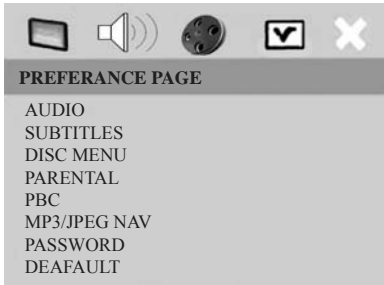 PREFERANCE PAGE
AUDIO
SUBTITLES
DISC MENU
PARENTAL
PBC
MP3/JPEG NAV
PASSWORD
DEAFAULT